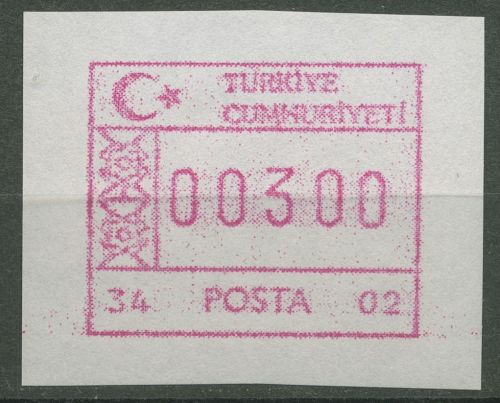 TÜRKİYE
CUMHURİYETİ
00300
34 POSTA 02